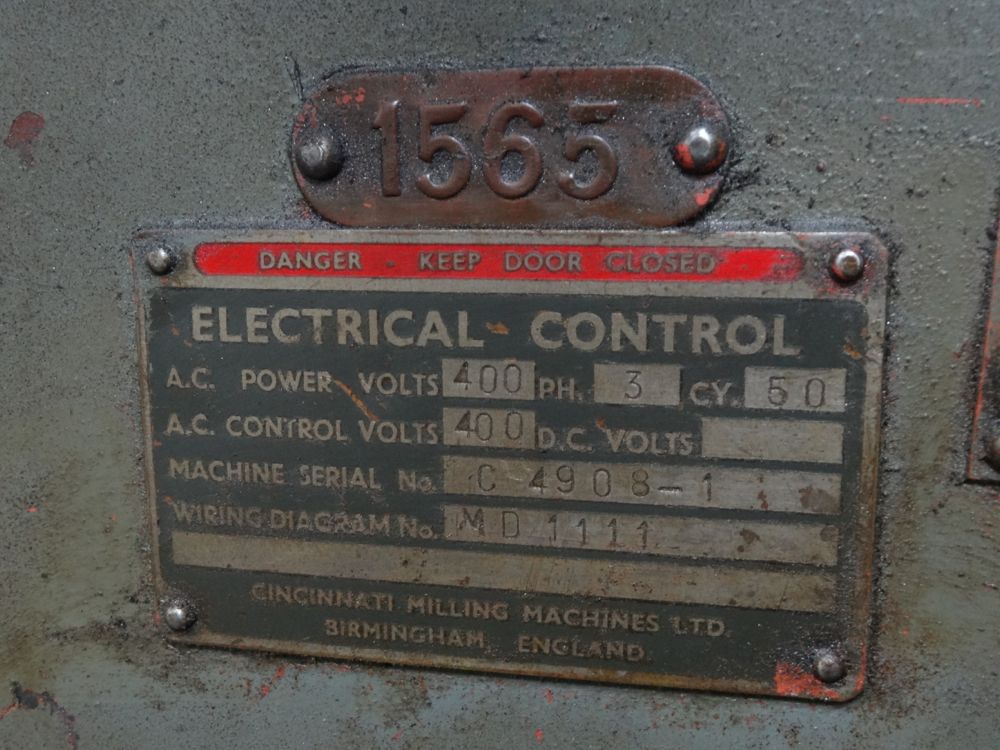 1565
DANGER - KEEP DOOR CLOSED
ELECTRICAL CONTROL
A.C. POWER VOLTS 400 PH. 3 CY. 50
A.C. CONTROL VOLTS 400 D.C. VOLTS
MACHINE SERIAL No. C 4908-1
WIRING DIAGRAM No. MD 1111
CINCINNATI MILLING MACHINES LTD.
BIRMINGHAM, ENGLAND.